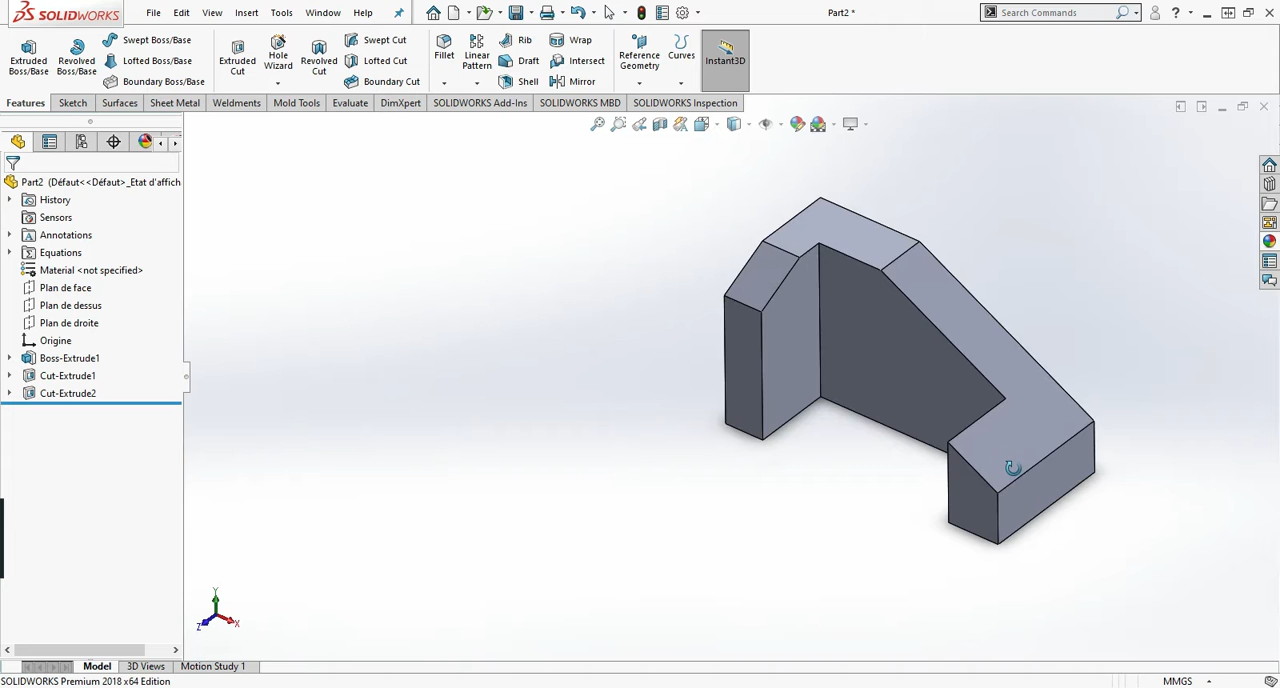 SOLIDWORKS File Edit View Insert Tools Window Help Part2 * Search Commands ?
Extruded Boss/Base
Revolved Boss/Base
Swept Boss/Base
Lofted Boss/Base
Boundary Boss/Base
Extruded Cut
Hole Wizard
Revolved Cut
Swept Cut
Lofted Cut
Boundary Cut
Fillet
Linear Pattern
Rib
Draft
Shell
Wrap
Intersect
Mirror
Reference Geometry
Curves
Instant3D
Features Sketch Surfaces Sheet Metal Weldments Mold Tools Evaluate DimXpert SOLIDWORKS Add-Ins SOLIDWORKS MBD SOLIDWORKS Inspection
Part2 (Défaut<<Défaut>_Etat d'affich
History
Sensors
Annotations
Equations
Material <not specified>
Plan de face
Plan de dessus
Plan de droite
Origine
Boss-Extrude1
Cut-Extrude1
Cut-Extrude2
Y
Z
X
Model 3D Views Motion Study 1
SOLIDWORKS Premium 2018 x64 Edition MMGS